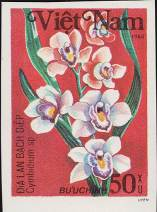 Việt Nam
1984
ĐỊA LAN BẠCH ĐIỆP
Cymbidium sp
BƯU CHÍNH
50 XU